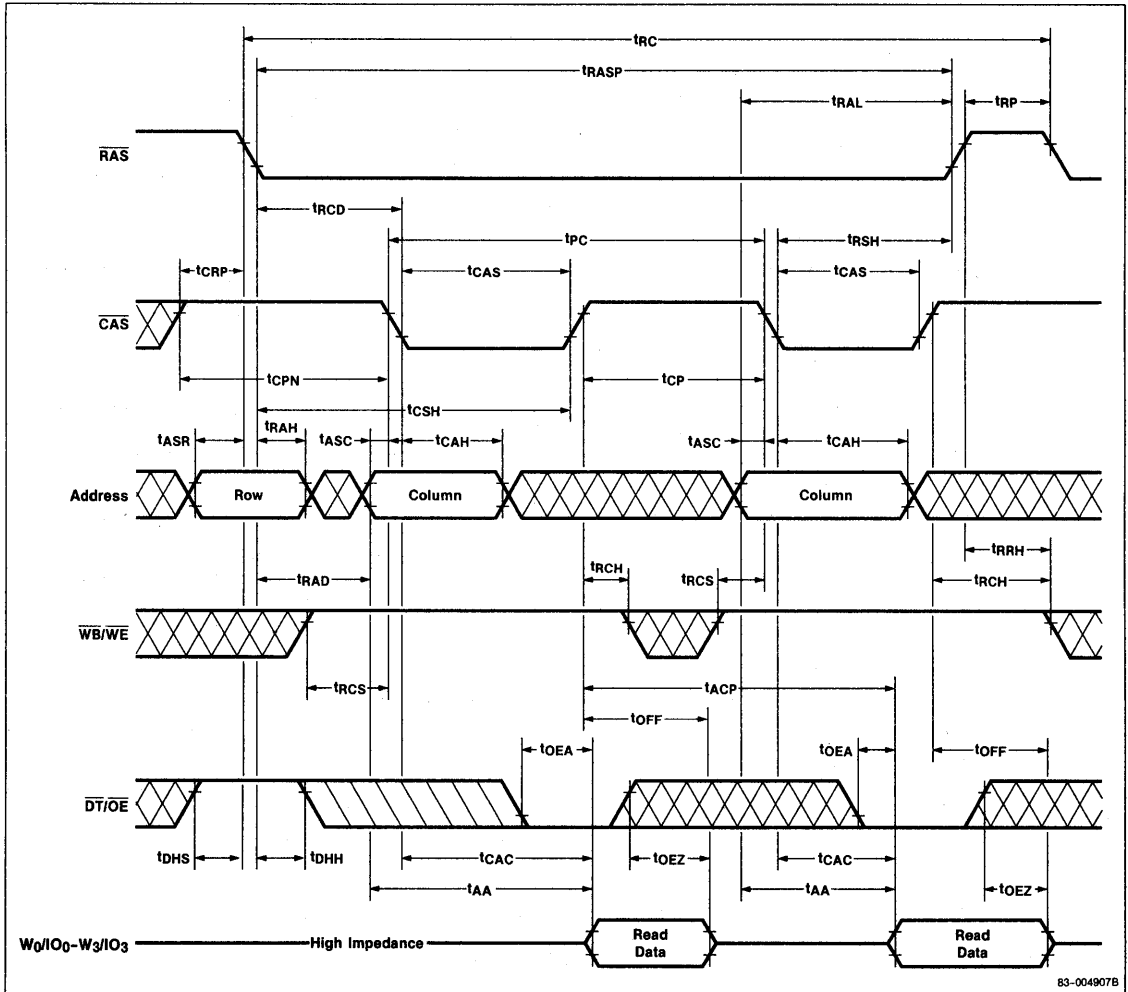 tRC
tRASP
tRAL tRP
RAS
tRCD
tPC tRSH
tCRP tCAS tCAS
CAS
tCPN tCP
tCSH
tASR tRAH tASC tCAH tASC tCAH
Address Row Column Column
tRRH
tRAD tRCH tRCS tRCH
WB/WE
tRCS tACP
tOFF
tOEA tOEA tOFF
DT/OE
tDHS tDHH tCAC tOEZ tCAC
tAA tAA tOEZ
W0/IO0-W3/IO3 High Impedance Read Data Read Data
83-004907B